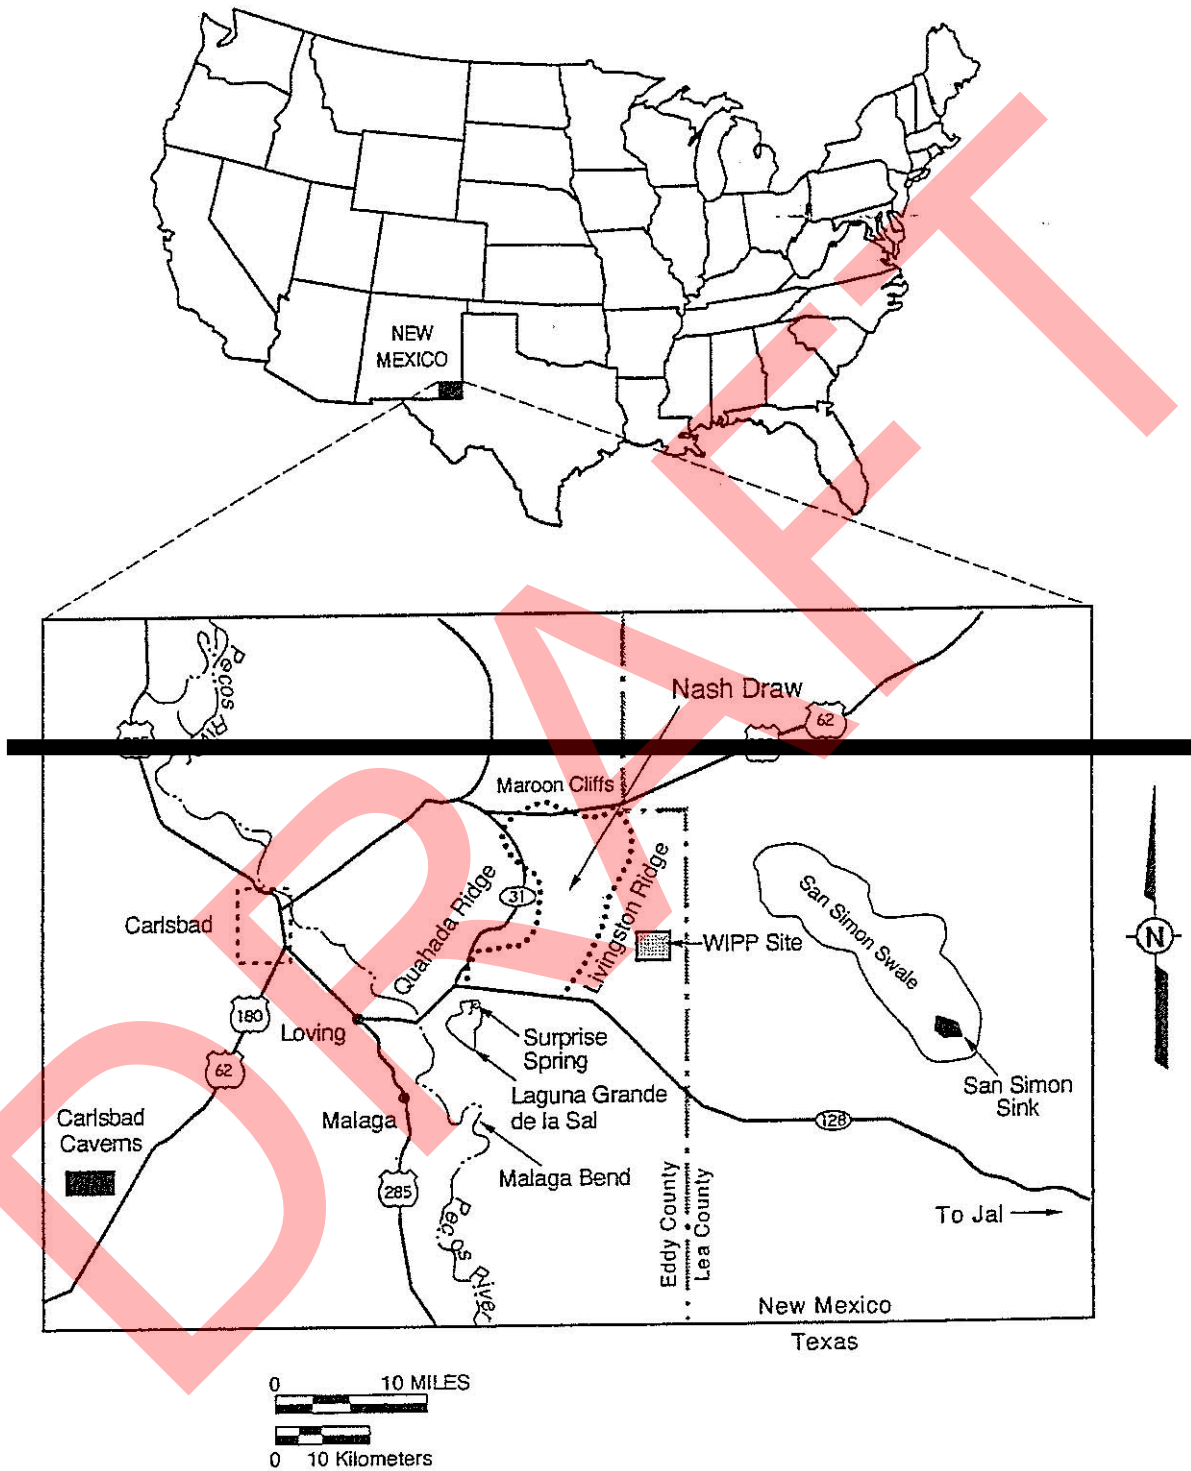 NEW
MEXICO
Pecos River
Nash Draw
62
Maroon Cliffs
Quahada Ridge
31
Livingston Ridge
San Simon Swale
WIPP Site
Carlsbad
180
Loving
62
Surprise
Spring
Laguna Grande
de la Sal
San Simon
Sink
Carlsbad
Caverns
Malaga
128
Malaga Bend
285
Pecos River
Eddy County
Lea County
To Jal
N
New Mexico
Texas
0 10 MILES
0 10 Kilometers
DRAFT